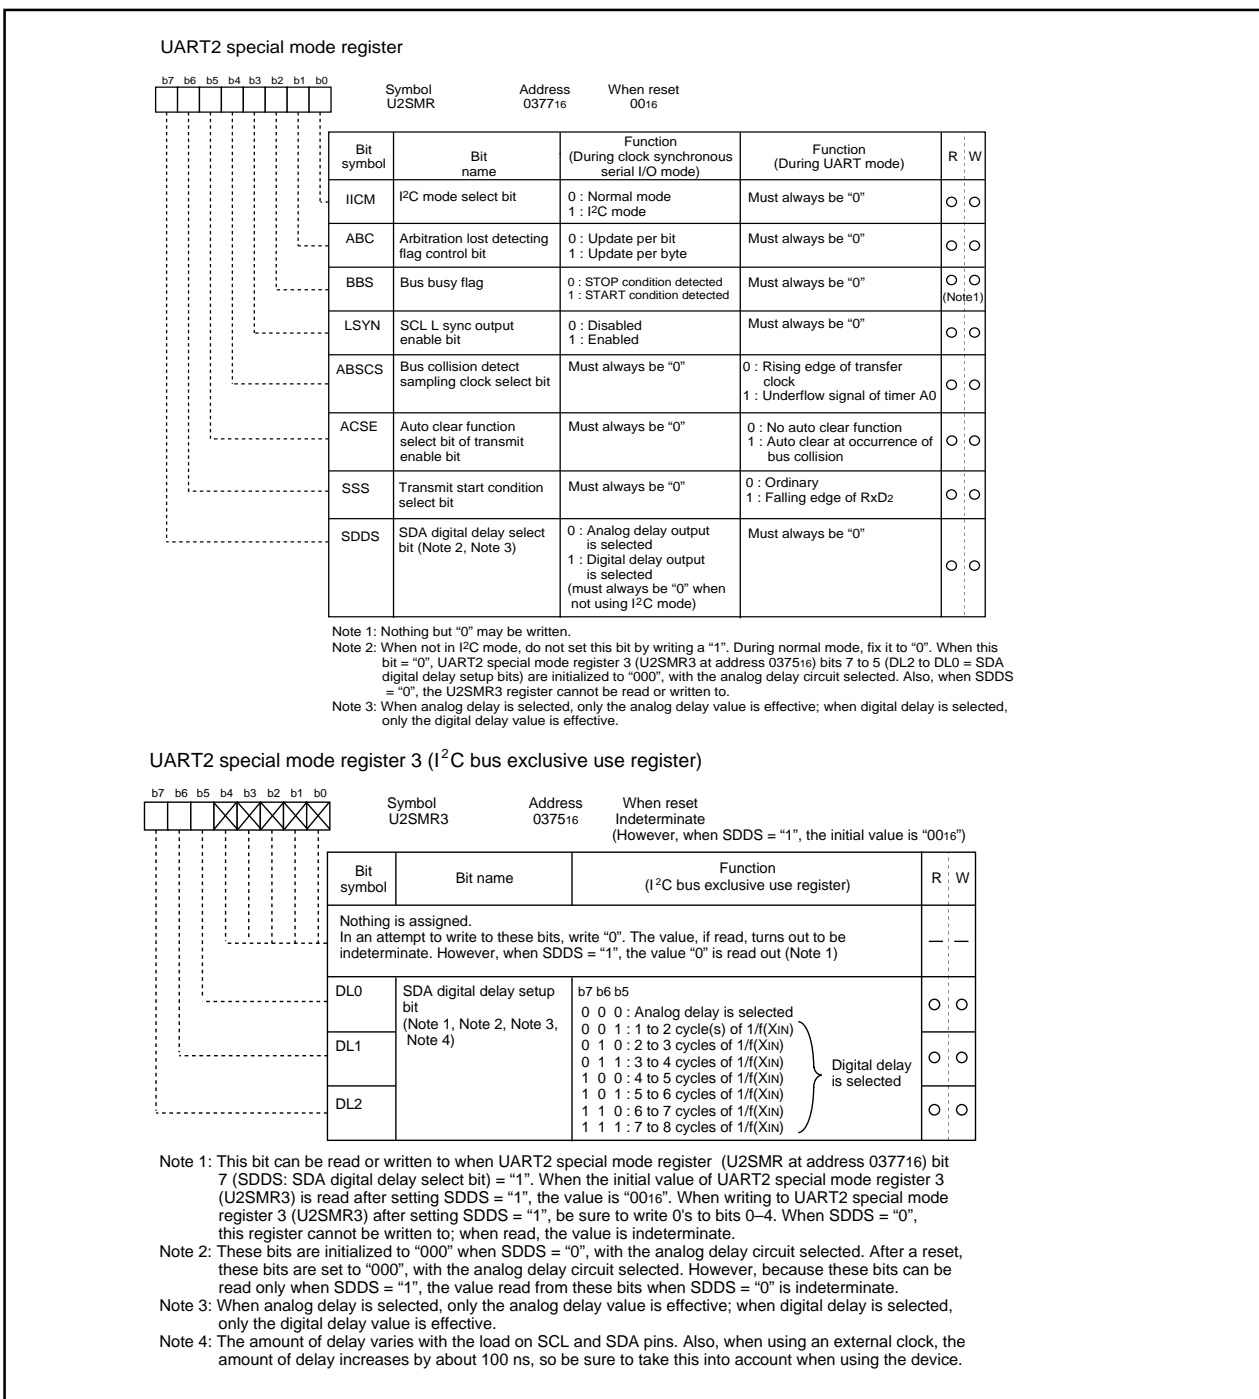 UART2 special mode register
b7 b6 b5 b4 b3 b2 b1 b0
Symbol Address When reset
U2SMR 037716 0016
Bit symbol Bit name Function (During clock synchronous serial I/O mode) Function (During UART mode) R W
IICM I2C mode select bit 0 : Normal mode Must always be “0”
1 : I2C mode
ABC Arbitration lost detecting 0 : Update per bit Must always be “0”
flag control bit 1 : Update per byte
BBS Bus busy flag 0 : STOP condition detected Must always be “0”
1 : START condition detected (Note1)
LSYN SCL L sync output 0 : Disabled Must always be “0”
enable bit 1 : Enabled
ABSCS Bus collision detect Must always be “0” 0 : Rising edge of transfer
sampling clock select bit clock
1 : Underflow signal of timer A0
ACSE Auto clear function Must always be “0” 0 : No auto clear function
select bit of transmit 1 : Auto clear at occurrence of
enable bit bus collision
SSS Transmit start condition Must always be “0” 0 : Ordinary
select bit 1 : Falling edge of RxD2
SDDS SDA digital delay select 0 : Analog delay output Must always be “0”
bit (Note 2, Note 3) is selected
1 : Digital delay output
is selected
(must always be “0” when
not using I2C mode)
Note 1: Nothing but “0” may be written.
Note 2: When not in I2C mode, do not set this bit by writing a “1”. During normal mode, fix it to “0”. When this
bit = “0”, UART2 special mode register 3 (U2SMR3 at address 037516) bits 7 to 5 (DL2 to DL0 = SDA
digital delay setup bits) are initialized to “000”, with the analog delay circuit selected. Also, when SDDS
= “0”, the U2SMR3 register cannot be read or written to.
Note 3: When analog delay is selected, only the analog delay value is effective; when digital delay is selected,
only the digital delay value is effective.
UART2 special mode register 3 (I2C bus exclusive use register)
b7 b6 b5 b4 b3 b2 b1 b0
Symbol Address When reset
U2SMR3 037516 Indeterminate
(However, when SDDS = “1”, the initial value is “0016”)
Bit symbol Bit name Function (I2C bus exclusive use register) R W
Nothing is assigned.
In an attempt to write to these bits, write “0”. The value, if read, turns out to be
indeterminate. However, when SDDS = “1”, the value “0” is read out (Note 1) — —
DL0 SDA digital delay setup b7 b6 b5
bit 0 0 0 : Analog delay is selected
(Note 1, Note 2, Note 3, 0 0 1 : 1 to 2 cycle(s) of 1/f(XIN)
DL1 Note 4) 0 1 0 : 2 to 3 cycles of 1/f(XIN)
0 1 1 : 3 to 4 cycles of 1/f(XIN) Digital delay
1 0 0 : 4 to 5 cycles of 1/f(XIN) is selected
1 0 1 : 5 to 6 cycles of 1/f(XIN)
DL2 1 1 0 : 6 to 7 cycles of 1/f(XIN)
1 1 1 : 7 to 8 cycles of 1/f(XIN)
Note 1: This bit can be read or written to when UART2 special mode register (U2SMR at address 037716) bit
7 (SDDS: SDA digital delay select bit) = “1”. When the initial value of UART2 special mode register 3
(U2SMR3) is read after setting SDDS = “1”, the value is “0016”. When writing to UART2 special mode
register 3 (U2SMR3) after setting SDDS = “1”, be sure to write 0's to bits 0–4. When SDDS = “0”,
this register cannot be written to; when read, the value is indeterminate.
Note 2: These bits are initialized to “000” when SDDS = “0”, with the analog delay circuit selected. After a reset,
these bits are set to “000”, with the analog delay circuit selected. However, because these bits can be
read only when SDDS = “1”, the value read from these bits when SDDS = “0” is indeterminate.
Note 3: When analog delay is selected, only the analog delay value is effective; when digital delay is selected,
only the digital delay value is effective.
Note 4: The amount of delay varies with the load on SCL and SDA pins. Also, when using an external clock, the
amount of delay increases by about 100 ns, so be sure to take this into account when using the device.